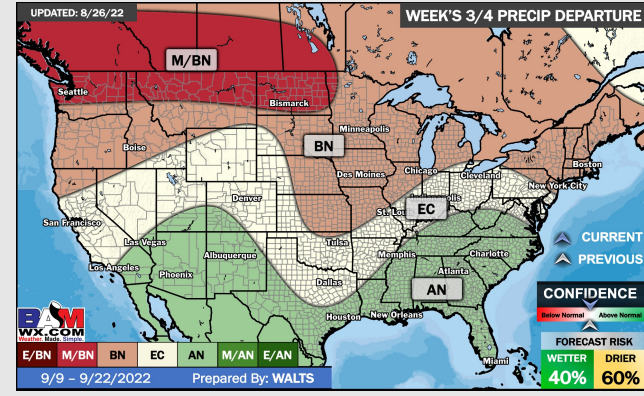 UPDATED: 8/26/22
WEEK'S 3/4 PRECIP DEPARTURE
M/BN
Seattle
Bismarck
Minneapolis
Boise
BN
Boston
Des Moines
Chicago
Cleveland
New York City
Denver
St. Lou
EC
San Francisco
Las Vegas
Tulsa
CURRENT
Albuquerque
Memphis
Charlotte
PREVIOUS
Los Angeles
Phoenix
Atlanta
Dallas
AN
CONFIDENCE
Houston
New Orleans
Below Normal
Above Normal
BAM
WX.COM
Weather. Made. Simple.
FORECAST RISK
E/BN M/BN BN EC AN M/AN E/AN
WETTER
DRIER
Miami
40%
60%
9/9 – 9/22/2022
Prepared By: WALTS